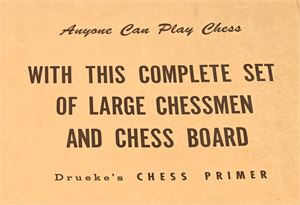 Anyone Can Play Chess
WITH THIS COMPLETE SET
OF LARGE CHESSMEN
AND CHESS BOARD
Drueke's CHESS PRIMER